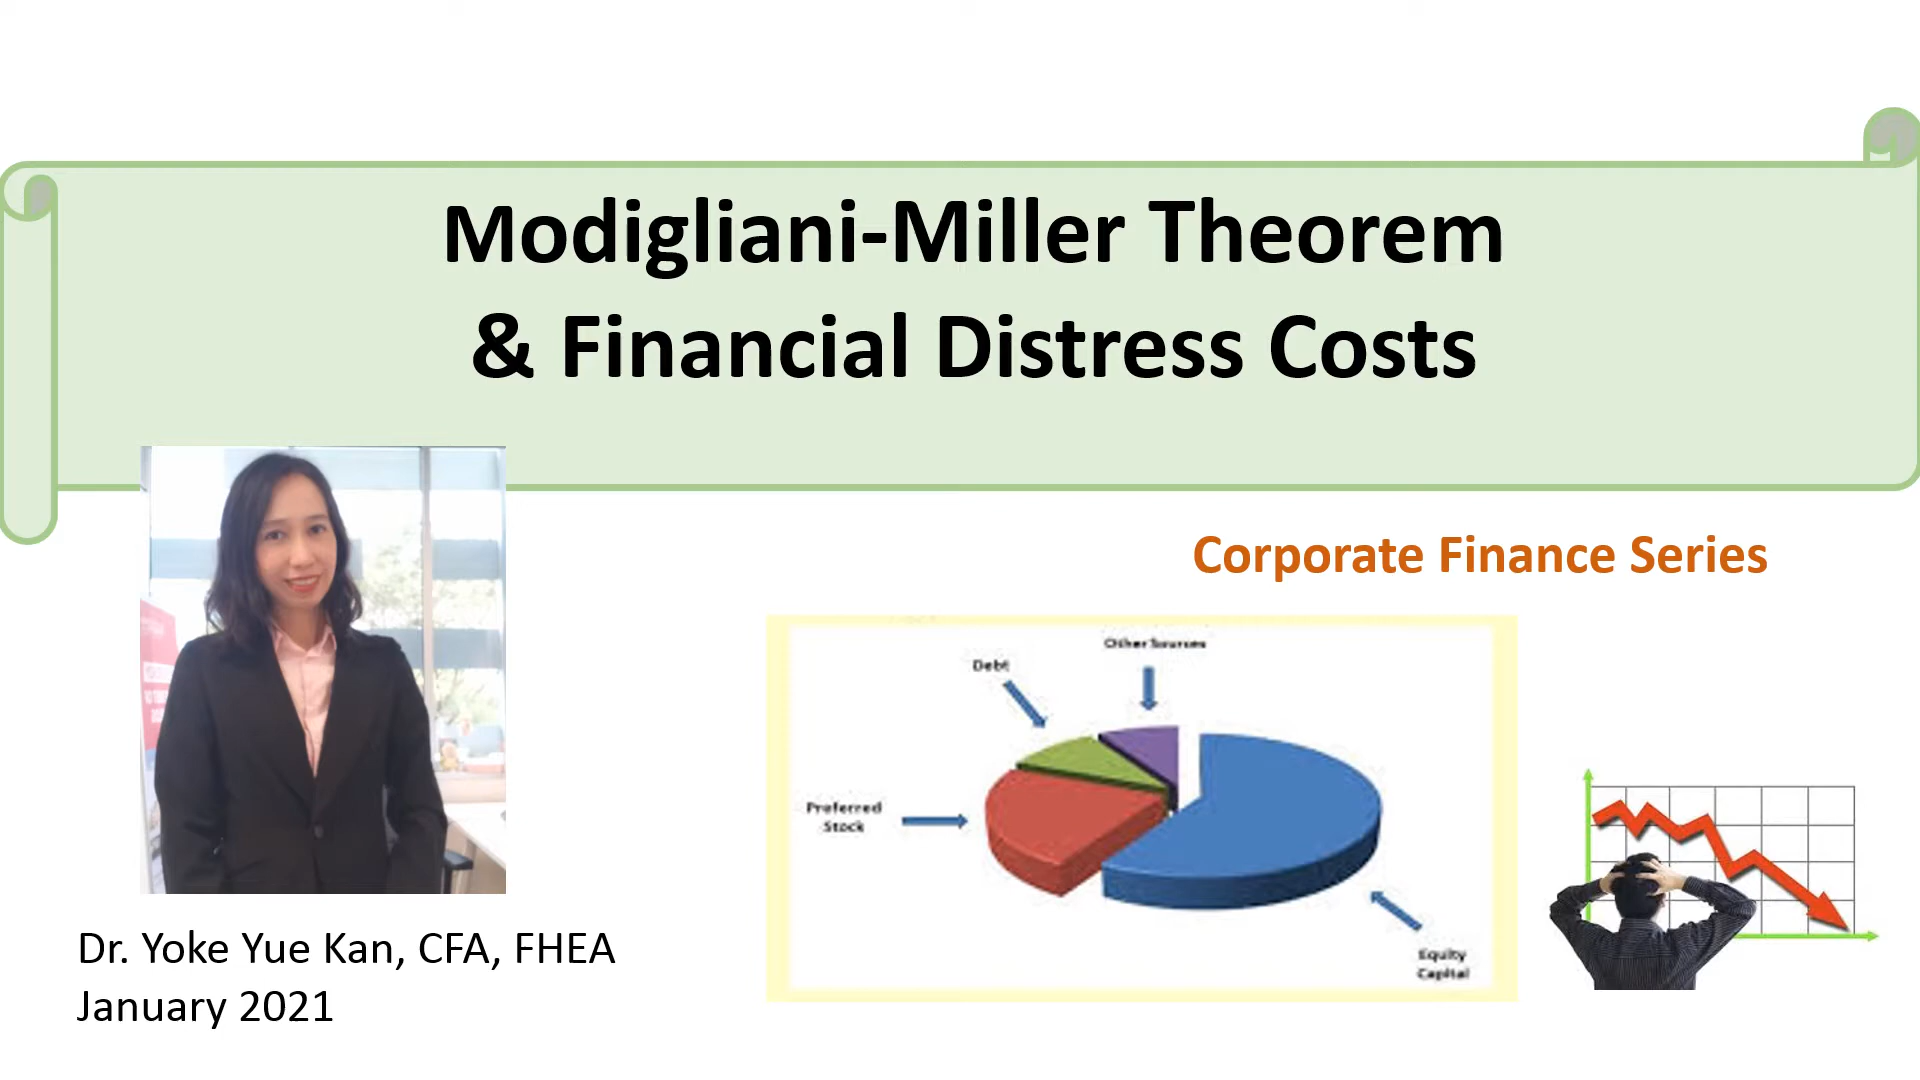 Modigliani-Miller Theorem
& Financial Distress Costs
Corporate Finance Series
Other Sources
Debt
Preferred
Stock
Equity
Capital
Dr. Yoke Yue Kan, CFA, FHEA
January 2021